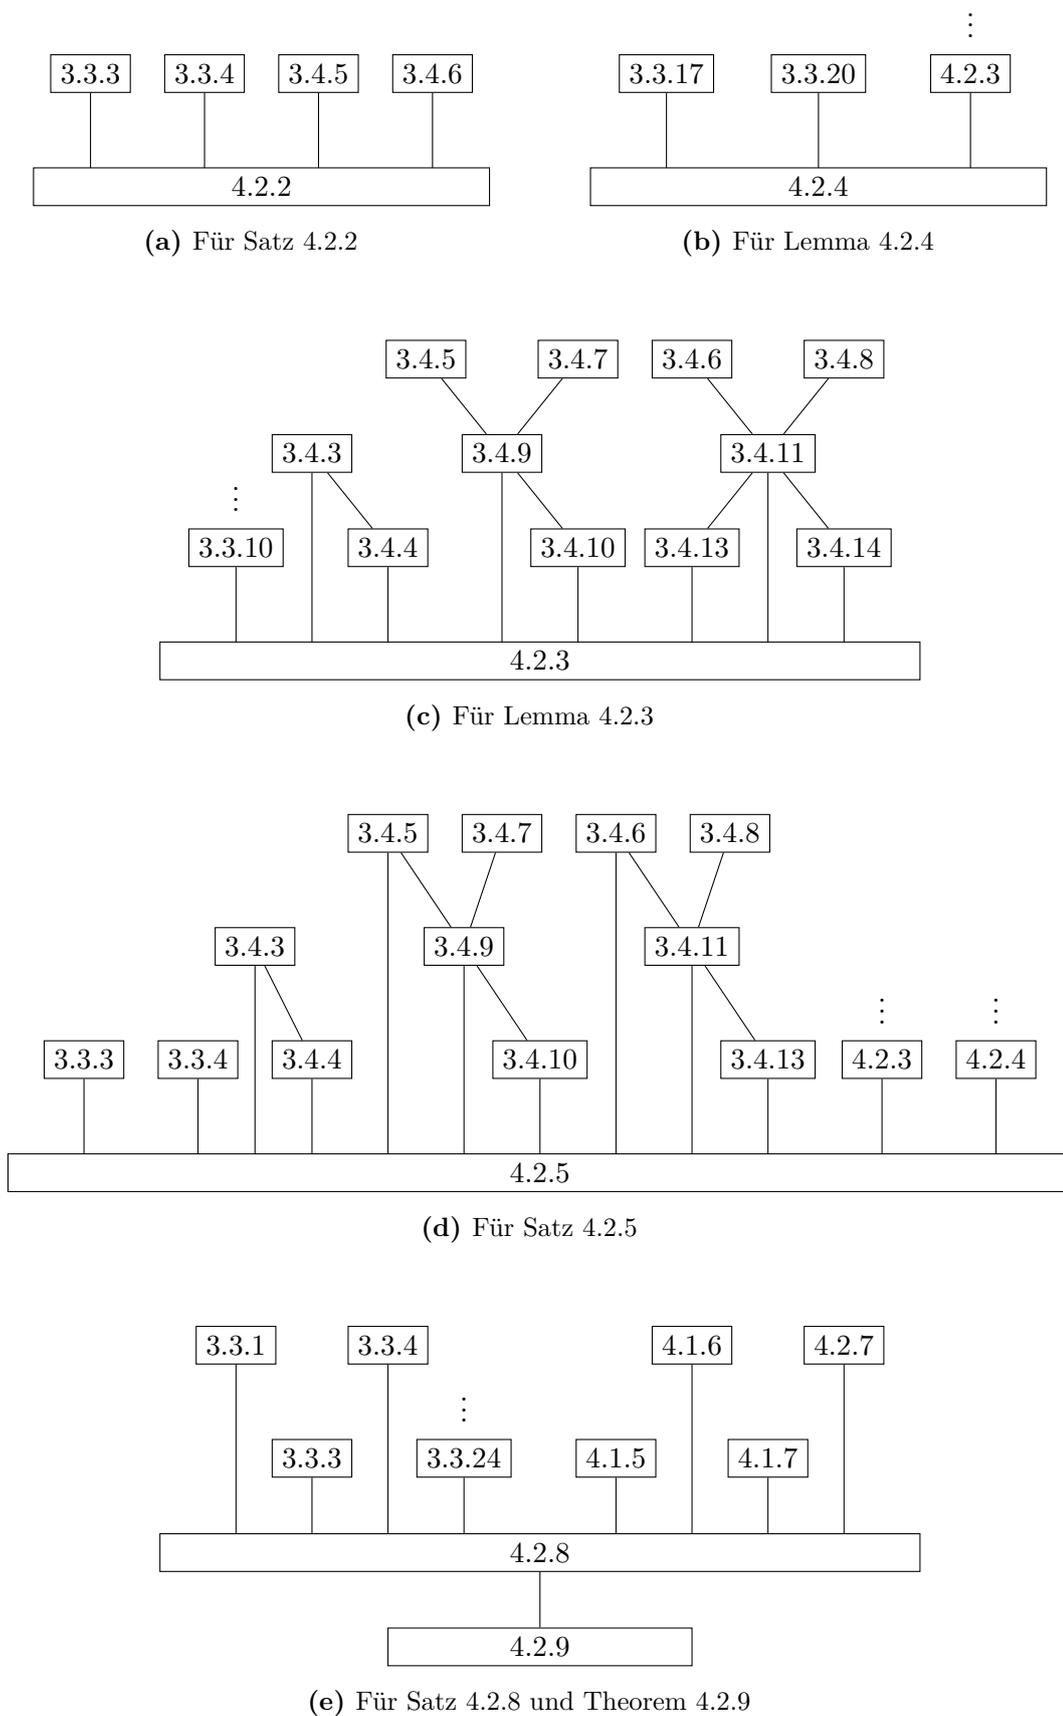 ⋮ 
3.3.3 3.3.4 3.4.5 3.4.6 3.3.17 3.3.20 4.2.3
4.2.2 4.2.4
(a) Für Satz 4.2.2 (b) Für Lemma 4.2.4
3.4.5 3.4.7 3.4.6 3.4.8
3.4.3 3.4.9 3.4.11
⋮
3.3.10 3.4.4 3.4.10 3.4.13 3.4.14
4.2.3
(c) Für Lemma 4.2.3
3.4.5 3.4.7 3.4.6 3.4.8
3.4.3 3.4.9 3.4.11
⋮ ⋮
3.3.3 3.3.4 3.4.4 3.4.10 3.4.13 4.2.3 4.2.4
4.2.5
(d) Für Satz 4.2.5
3.3.1 3.3.4 4.1.6 4.2.7
⋮
3.3.3 3.3.24 4.1.5 4.1.7
4.2.8
4.2.9
(e) Für Satz 4.2.8 und Theorem 4.2.9